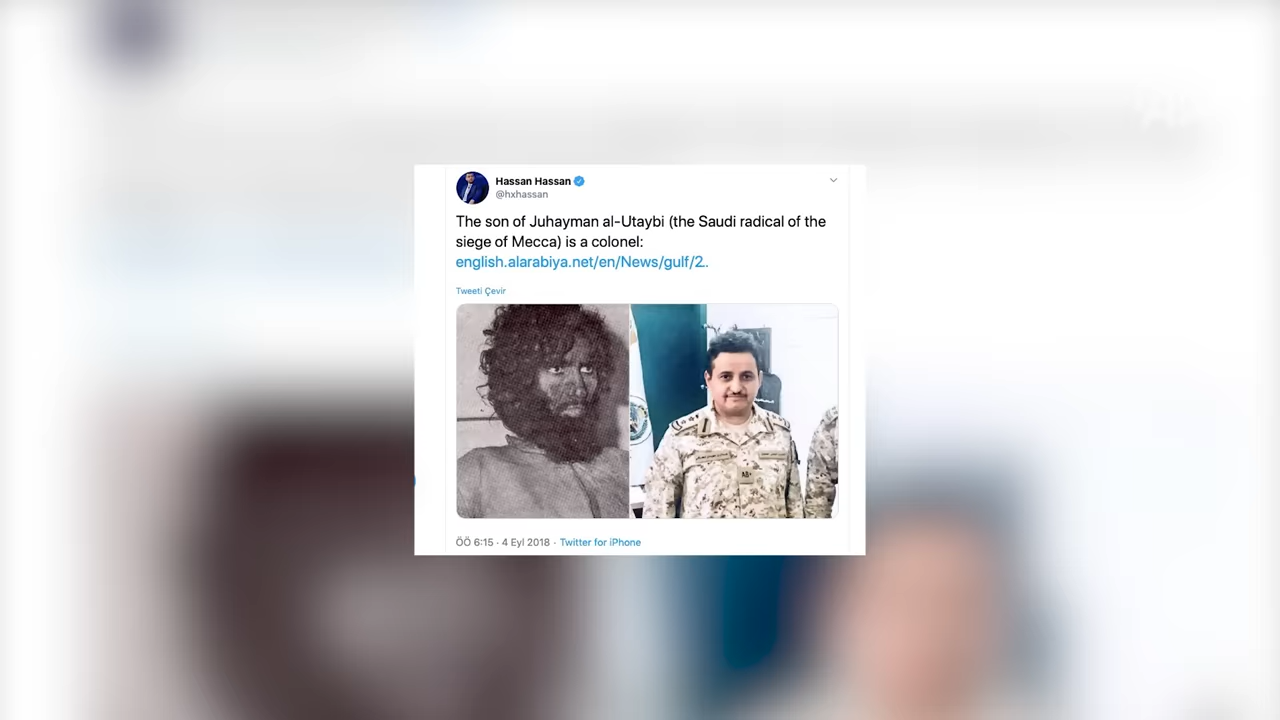 Hassan Hassan
@hxhassan
The son of Juhayman al-Utaybi (the Saudi radical of the
siege of Mecca) is a colonel:
english.alarabiya.net/en/News/gulf/2..
Tweeti Çevir
ÖÖ 6:15 · 4 Eyl 2018 · Twitter for iPhone